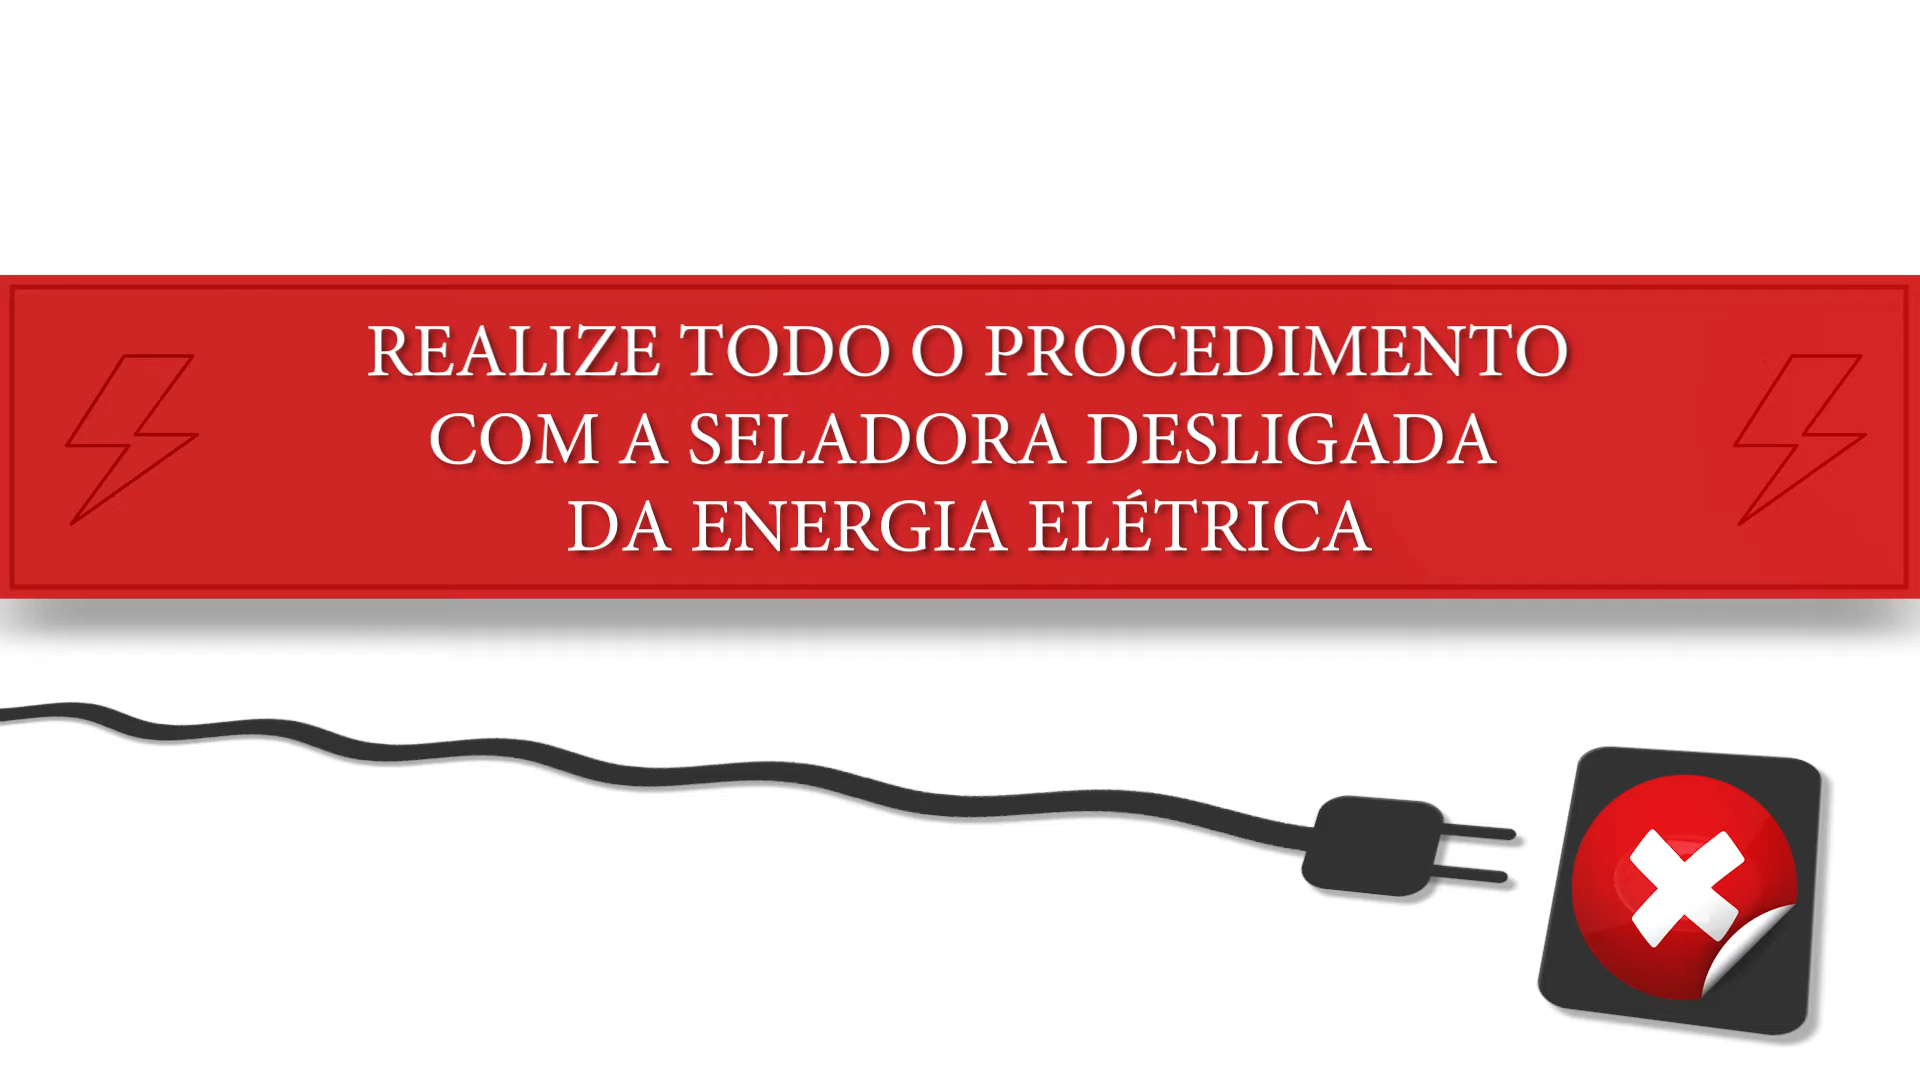 REALIZE TODO O PROCEDIMENTO
COM A SELADORA DESLIGADA
DA ENERGIA ELÉTRICA